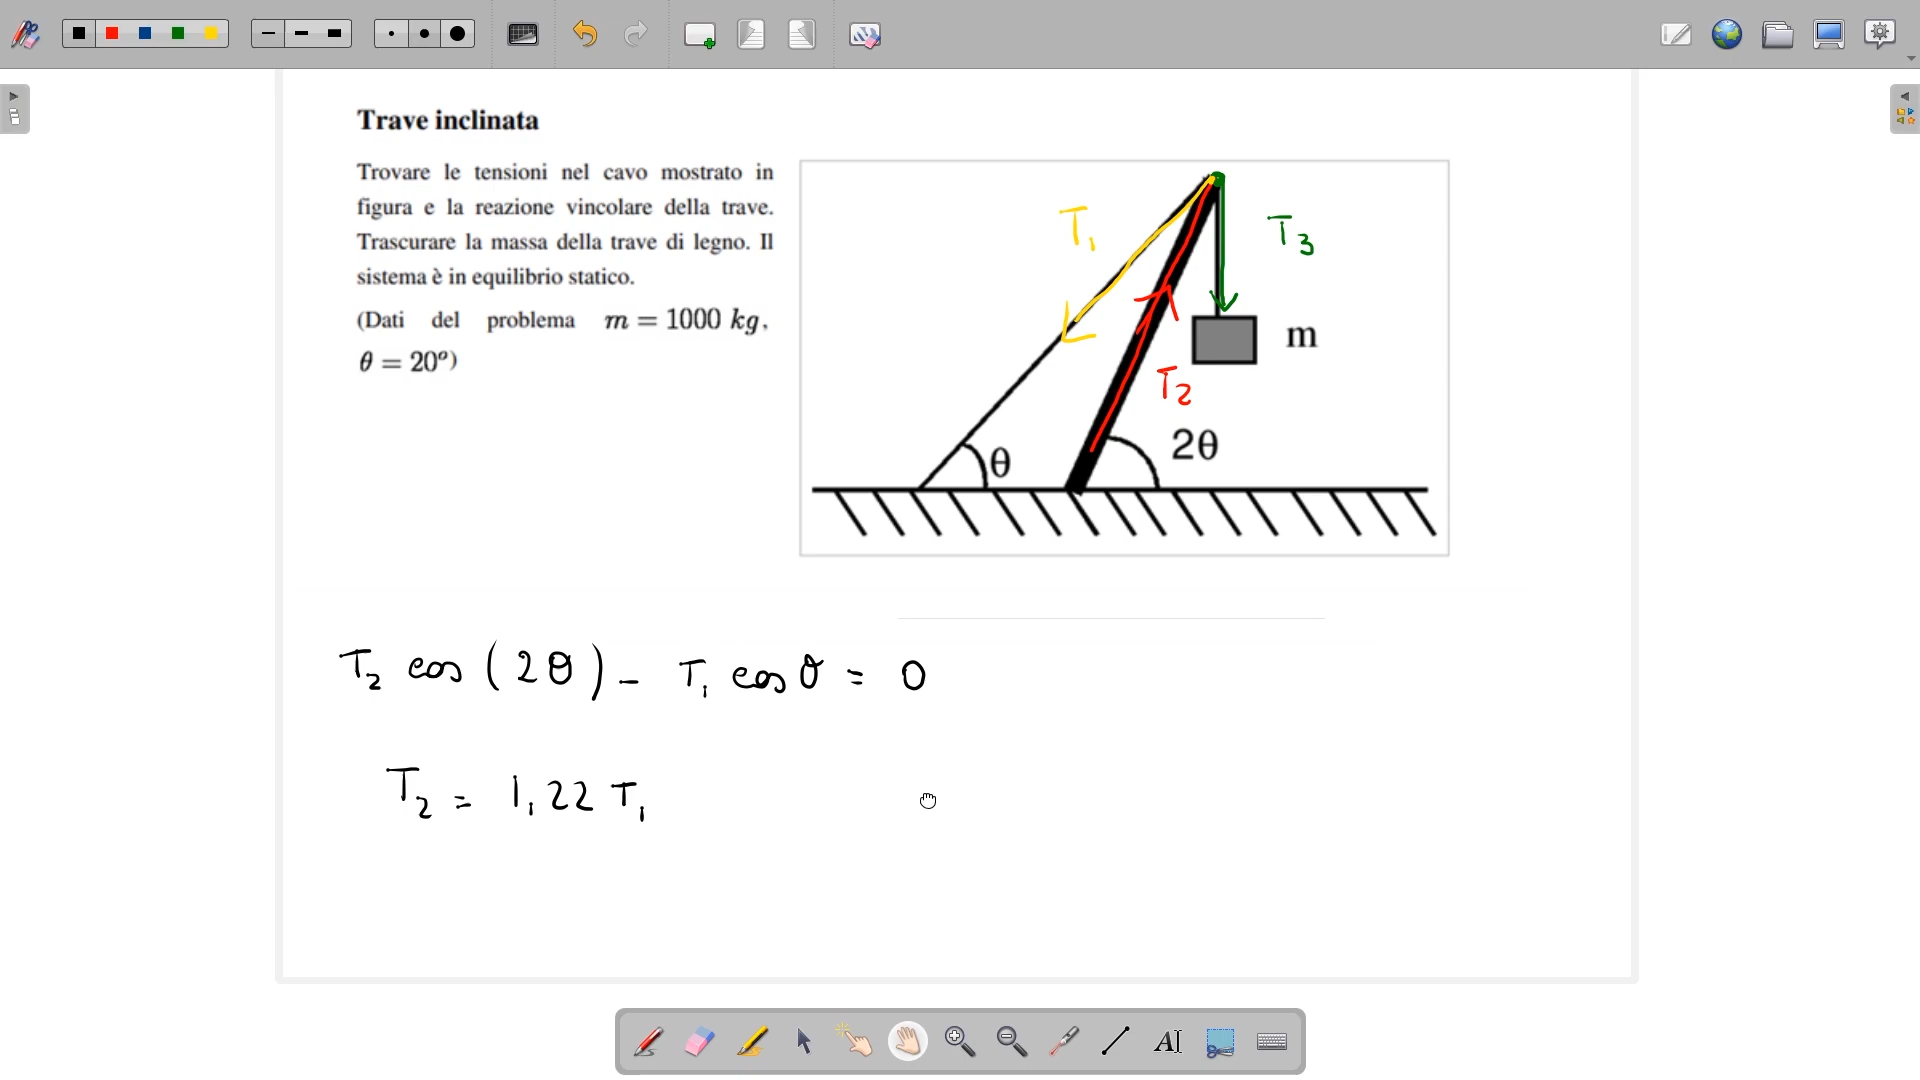 Trave inclinata
Trovare le tensioni nel cavo mostrato in
figura e la reazione vincolare della trave.
Trascurare la massa della trave di legno. Il
sistema è in equilibrio statico.
(Dati del problema m = 1000 kg,
θ = 20º)
T₁
T₃
m
T₂
2θ
θ
T₂ cos (2θ) - T₁ cos θ = 0
T₂ = 1,22 T₁
AI